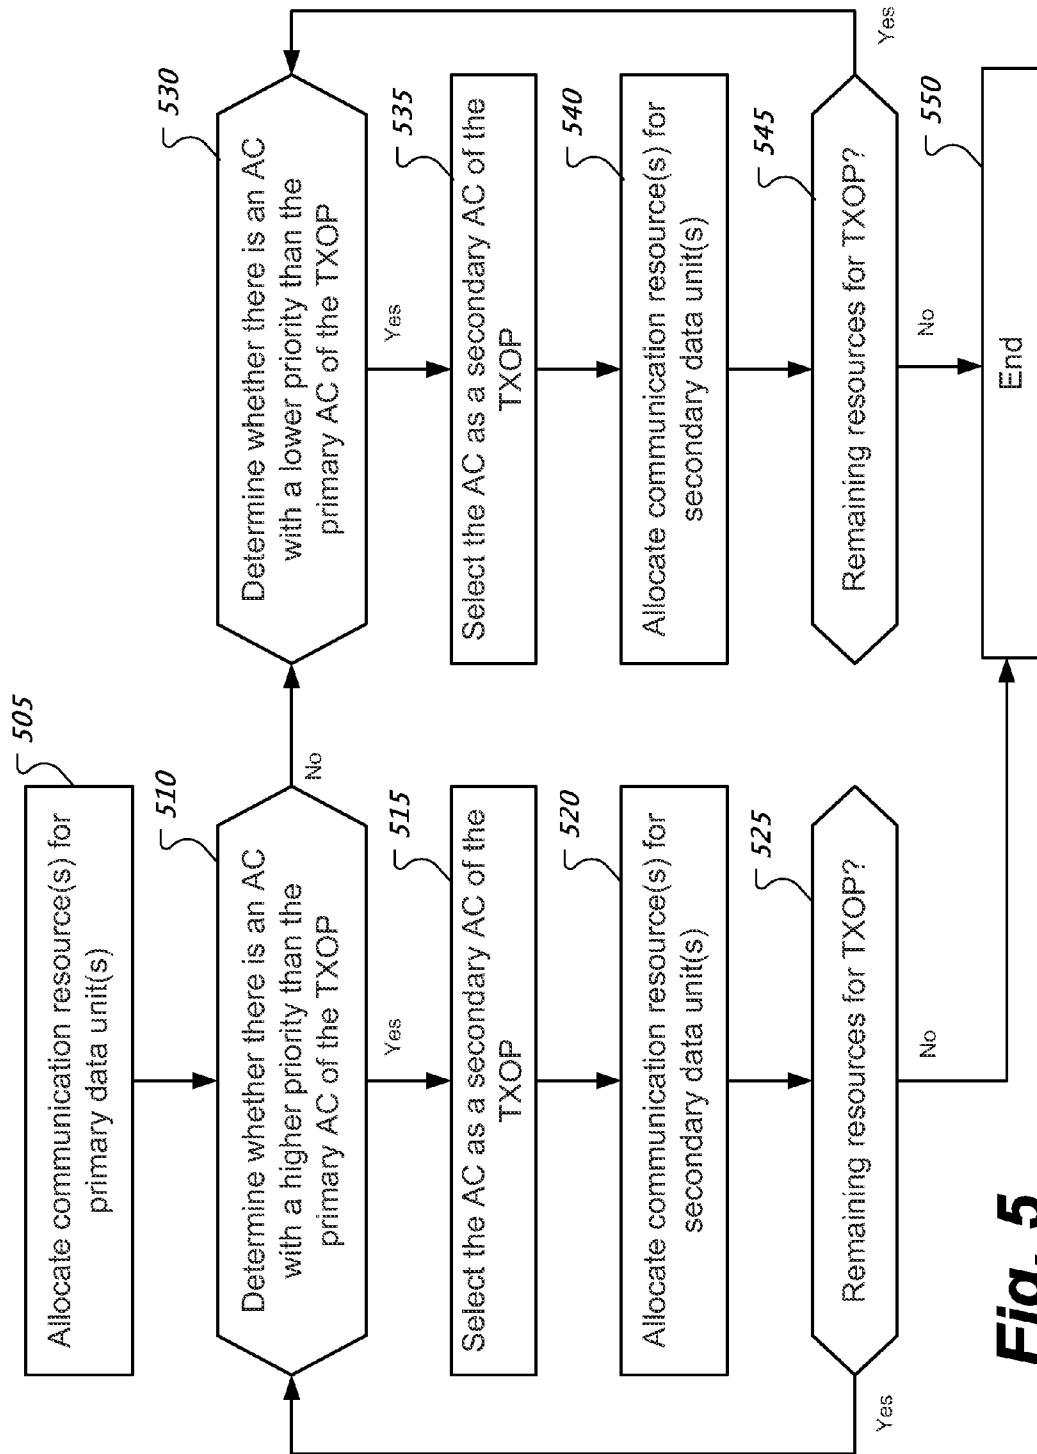 505
Allocate communication resource(s) for
primary data unit(s)
510
Determine whether there is an AC
with a higher priority than the
primary AC of the TXOP
No
Yes
515
Select the AC as a secondary AC of the
TXOP
520
Allocate communication resource(s) for
secondary data unit(s)
525
Remaining resources for TXOP?
Yes
No
530
Determine whether there is an AC
with a lower priority than the
primary AC of the TXOP
Yes
535
Select the AC as a secondary AC of the
TXOP
540
Allocate communication resource(s) for
secondary data unit(s)
545
Remaining resources for TXOP?
Yes
No
550
End
Fig. 5